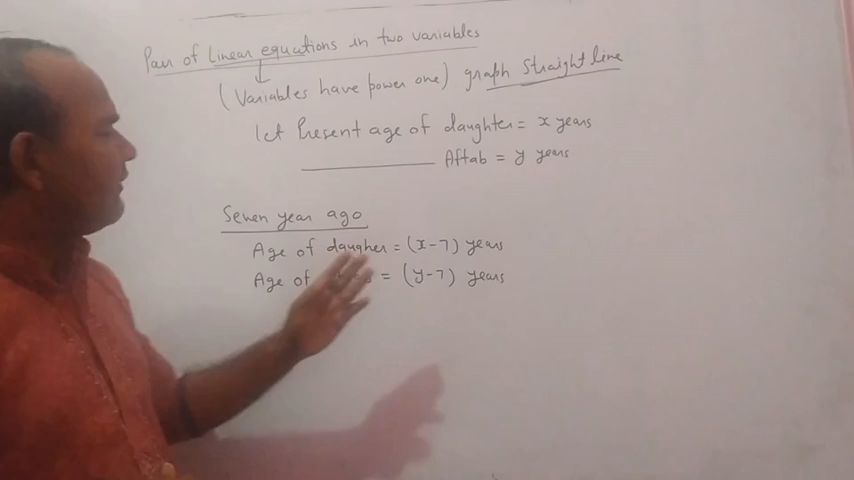 Pair of Linear equations in two variables
(Variables have power one) graph straight line
let Present age of daughter = x years
Aftab = y years
Seven year ago
Age of daugher = (x-7) years
Age of = (y-7) years